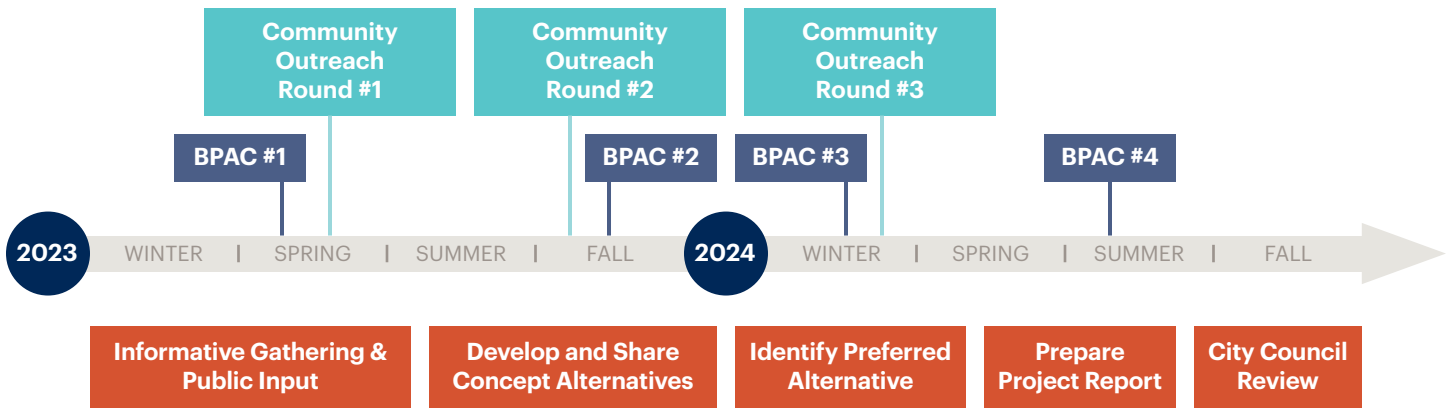 Community
Outreach
Round #1
Community
Outreach
Round #2
Community
Outreach
Round #3
BPAC #1
BPAC #2
BPAC #3
BPAC #4
2023
WINTER | SPRING | SUMMER | FALL
2024
WINTER | SPRING | SUMMER | FALL
Informative Gathering &
Public Input
Develop and Share
Concept Alternatives
Identify Preferred
Alternative
Prepare
Project Report
City Council
Review